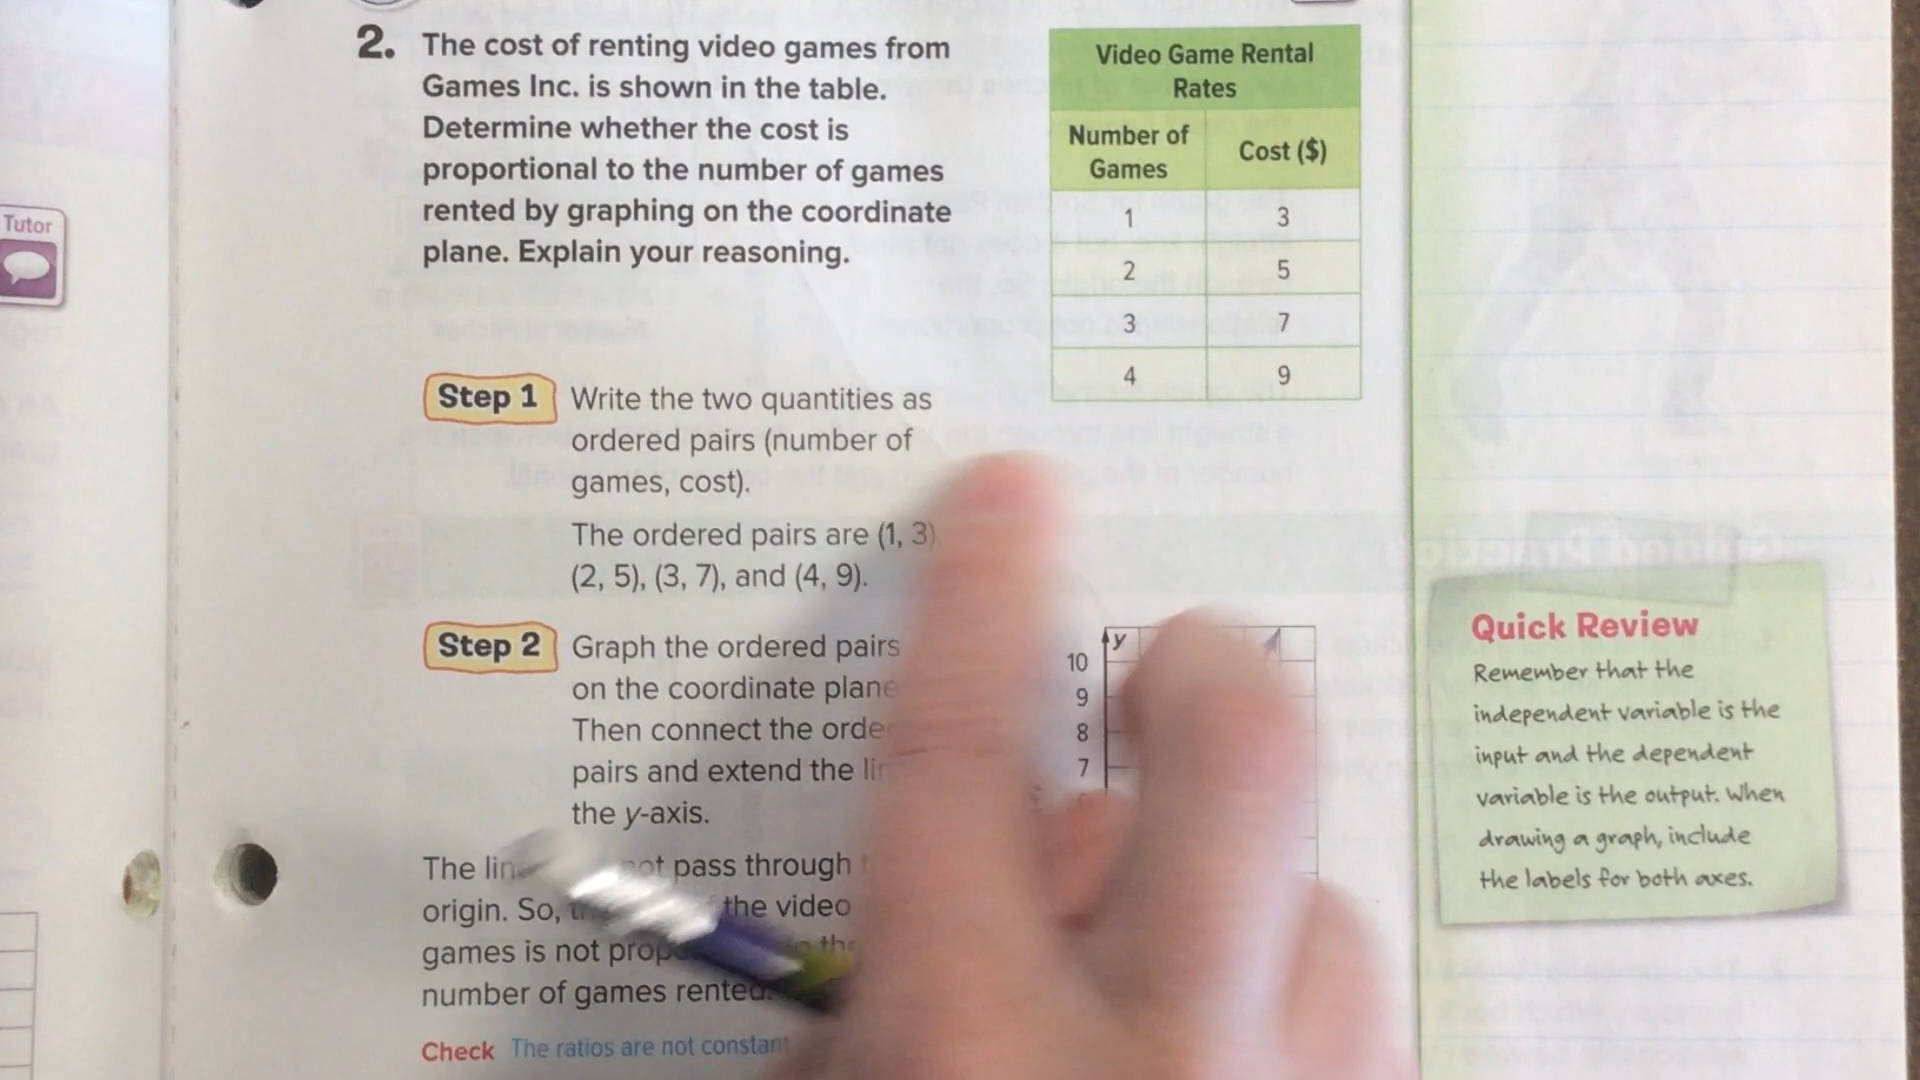 Tutor
2. The cost of renting video games from
Games Inc. is shown in the table.
Determine whether the cost is
proportional to the number of games
rented by graphing on the coordinate
plane. Explain your reasoning.
Video Game Rental
Rates
Number of
Games
Cost ($)
1 3
2 5
3 7
4 9
Step 1 Write the two quantities as
ordered pairs (number of
games, cost).
The ordered pairs are (1, 3)
(2, 5), (3, 7), and (4, 9).
Step 2 Graph the ordered pairs
on the coordinate plane
Then connect the
pairs and extend the
the y-axis.
The not pass through
origin. So, the video
games is not
number of games rented.
Check The ratios are not constant
y
10
9
8
7
Quick Review
Remember that the
independent variable is the
input and the dependent
variable is the output. When
drawing a graph, include
the labels for both axes.